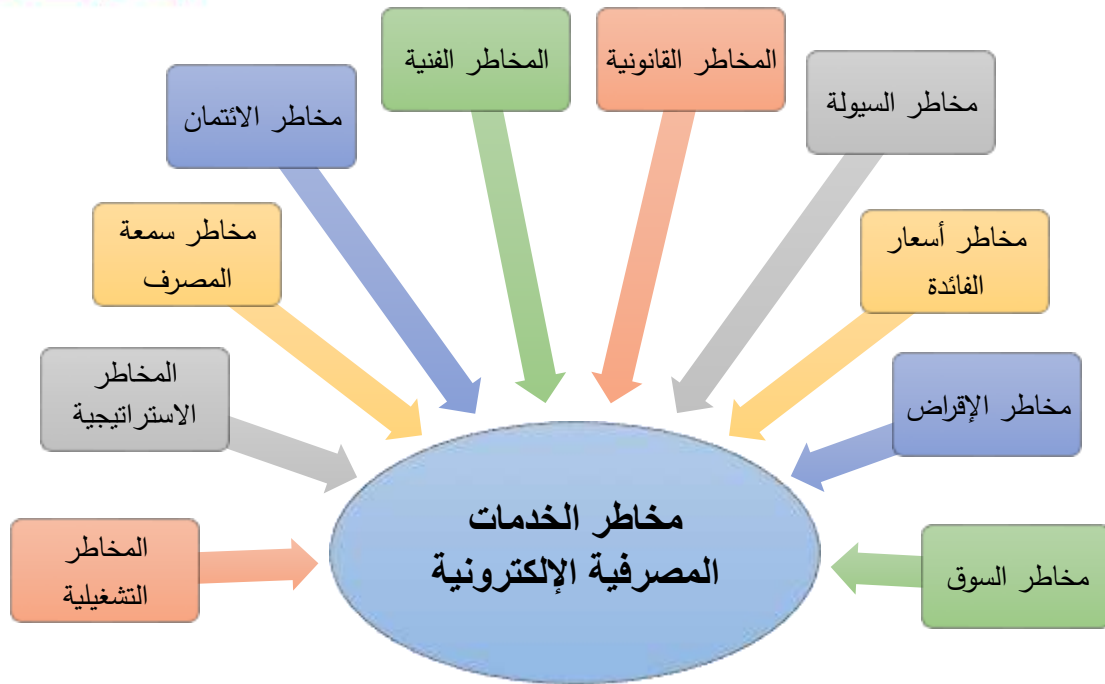 المخاطر القانونية
المخاطر الفنية
مخاطر السيولة
مخاطر الائتمان
مخاطر أسعار
الفائدة
مخاطر سمعة
المصرف
مخاطر الإقراض
المخاطر
الاستراتيجية
مخاطر السوق
المخاطر
التشغيلية
مخاطر الخدمات
المصرفية الإلكترونية